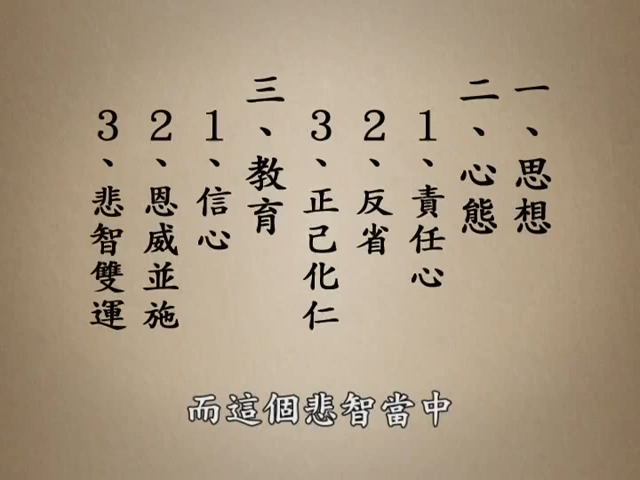 一、思想
二、心態
1、責任心
2、反省
3、正己化仁
三、教育
1、信心
2、恩威並施
3、悲智雙運
而這個悲智當中